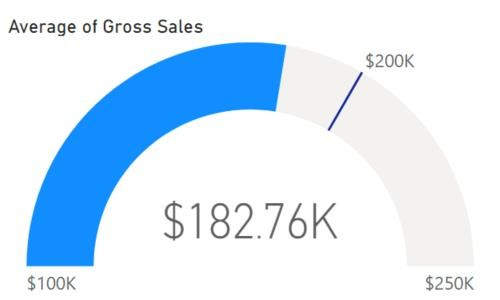 Average of Gross Sales
$200K
$182.76K
$100K
$250K